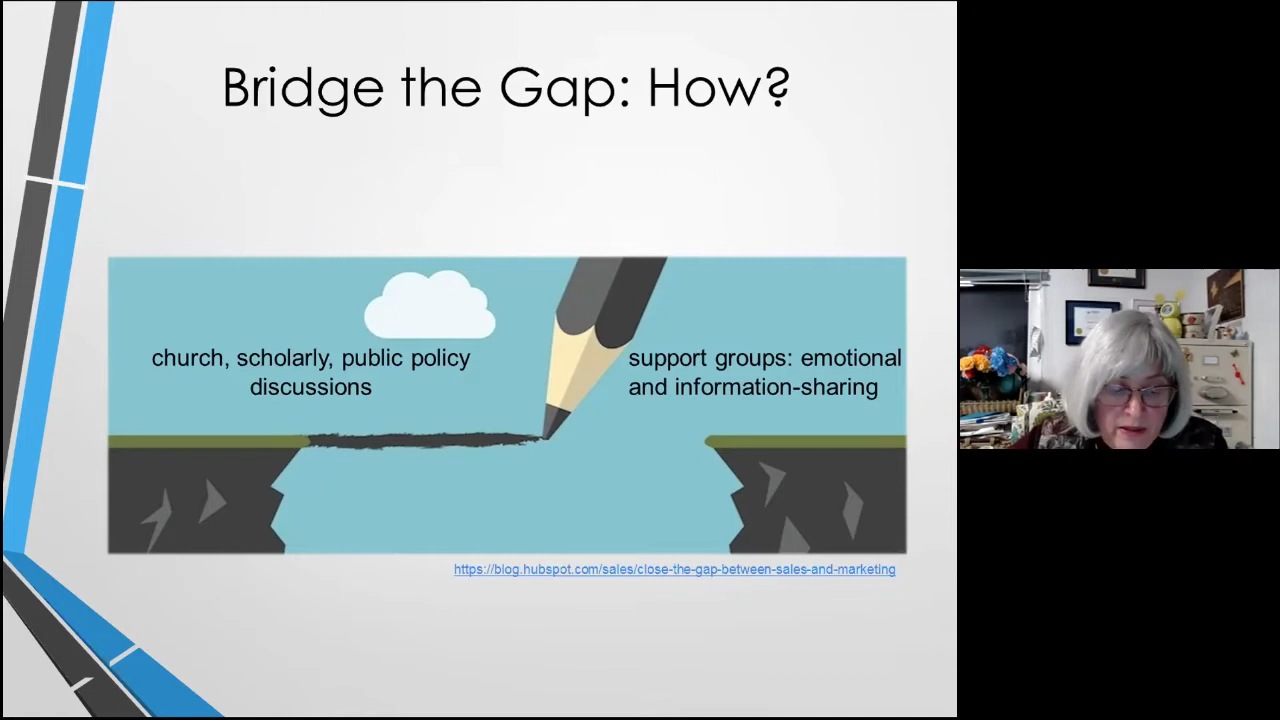 Bridge the Gap: How?
church, scholarly, public policy
discussions
support groups: emotional
and information-sharing
https://blog.hubspot.com/sales/close-the-gap-between-sales-and-marketing